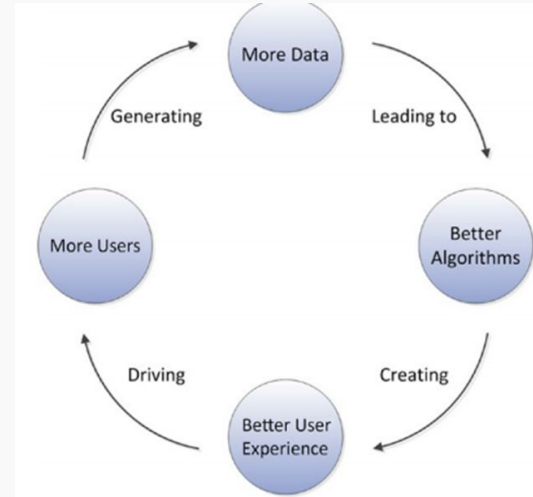 More Data
Leading to
Better
Algorithms
Creating
Better User
Experience
Driving
More Users
Generating